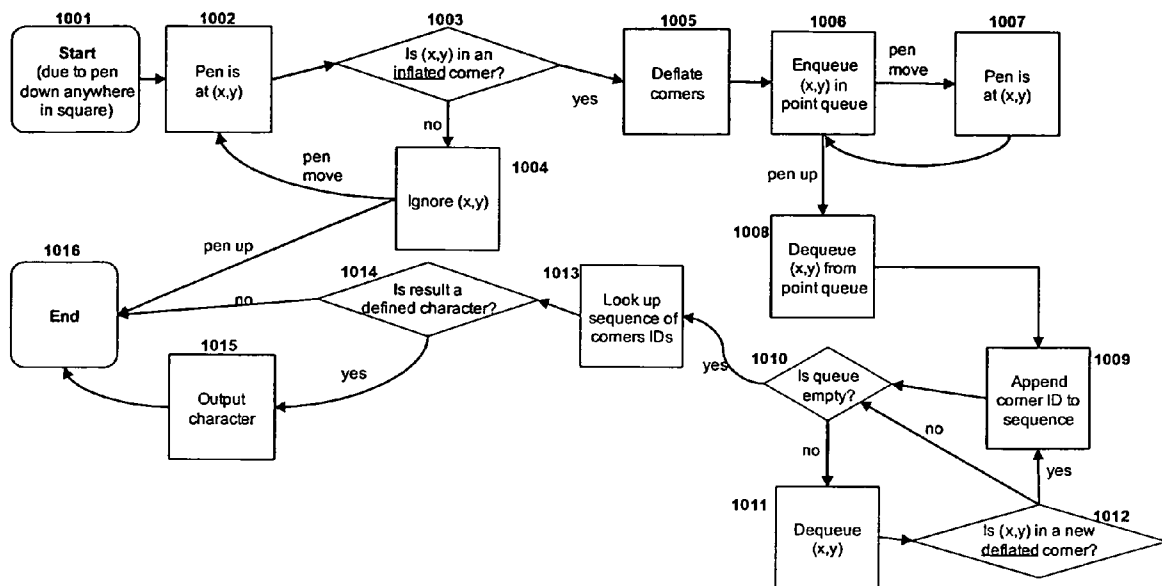 1001
Start
(due to pen
down anywhere
in square)
1002
Pen is
at (x,y)
1003
Is (x,y) in an
inflated corner?
yes
no
1004
Ignore (x,y)
pen
move
pen up
1005
Deflate
corners
1006
Enqueue
(x,y) in
point queue
pen
move
1007
Pen is
at (x,y)
pen up
1008
Dequeue
(x,y) from
point queue
1009
Append
corner ID to
sequence
1010
Is queue
empty?
yes
no
1011
Dequeue
(x,y)
1012
Is (x,y) in a new
deflated corner?
yes
no
1013
Look up
sequence of
corners IDs
1014
Is result a
defined character?
no
yes
1015
Output
character
1016
End